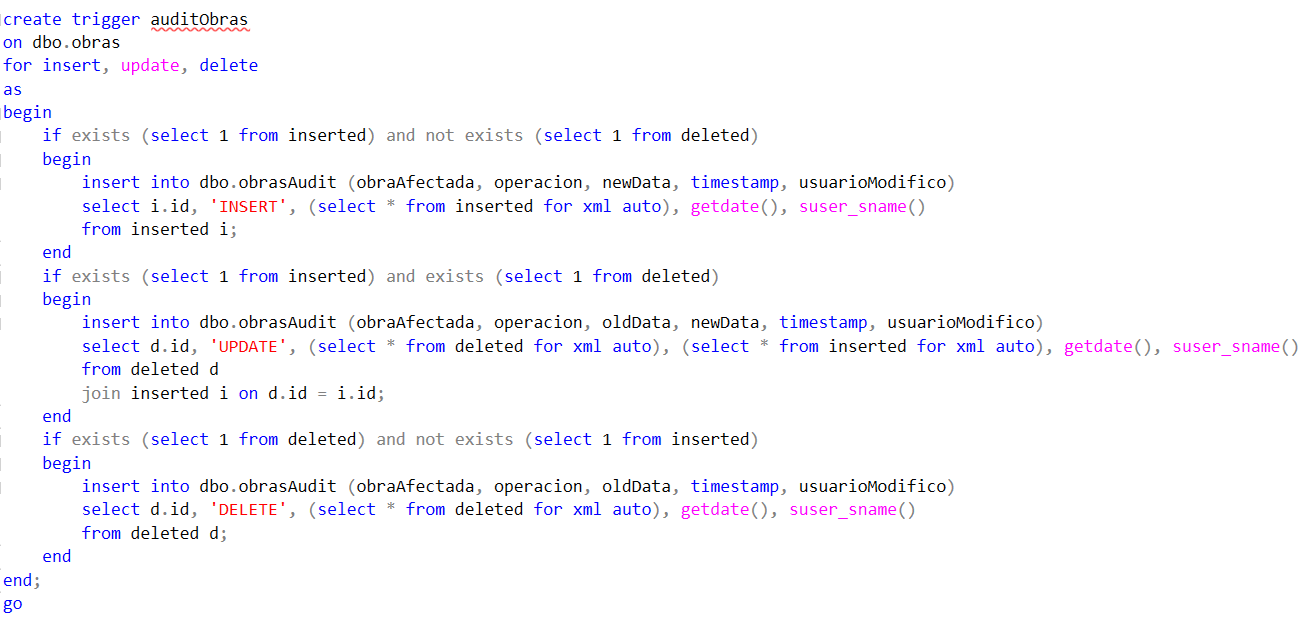 create trigger auditObras
on dbo.obras
for insert, update, delete
as
begin
    if exists (select 1 from inserted) and not exists (select 1 from deleted)
    begin
        insert into dbo.obrasAudit (obraAfectada, operacion, newData, timestamp, usuarioModifico)
        select i.id, 'INSERT', (select * from inserted for xml auto), getdate(), suser_sname()
        from inserted i;
    end
    if exists (select 1 from inserted) and exists (select 1 from deleted)
    begin
        insert into dbo.obrasAudit (obraAfectada, operacion, oldData, newData, timestamp, usuarioModifico)
        select d.id, 'UPDATE', (select * from deleted for xml auto), (select * from inserted for xml auto), getdate(), suser_sname()
        from deleted d
        join inserted i on d.id = i.id;
    end
    if exists (select 1 from deleted) and not exists (select 1 from inserted)
    begin
        insert into dbo.obrasAudit (obraAfectada, operacion, oldData, timestamp, usuarioModifico)
        select d.id, 'DELETE', (select * from deleted for xml auto), getdate(), suser_sname()
        from deleted d;
    end
end;
go